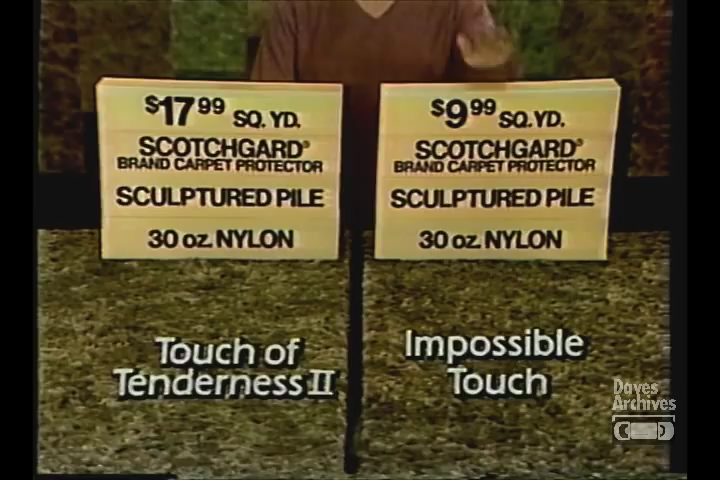 $17.99 SQ. YD.
SCOTCHGARD®
BRAND CARPET PROTECTOR
SCULPTURED PILE
30 oz. NYLON
$9.99 SQ. YD.
SCOTCHGARD®
BRAND CARPET PROTECTOR
SCULPTURED PILE
30 oz. NYLON
Touch of
Tenderness II
Impossible
Touch
Daves
Archives